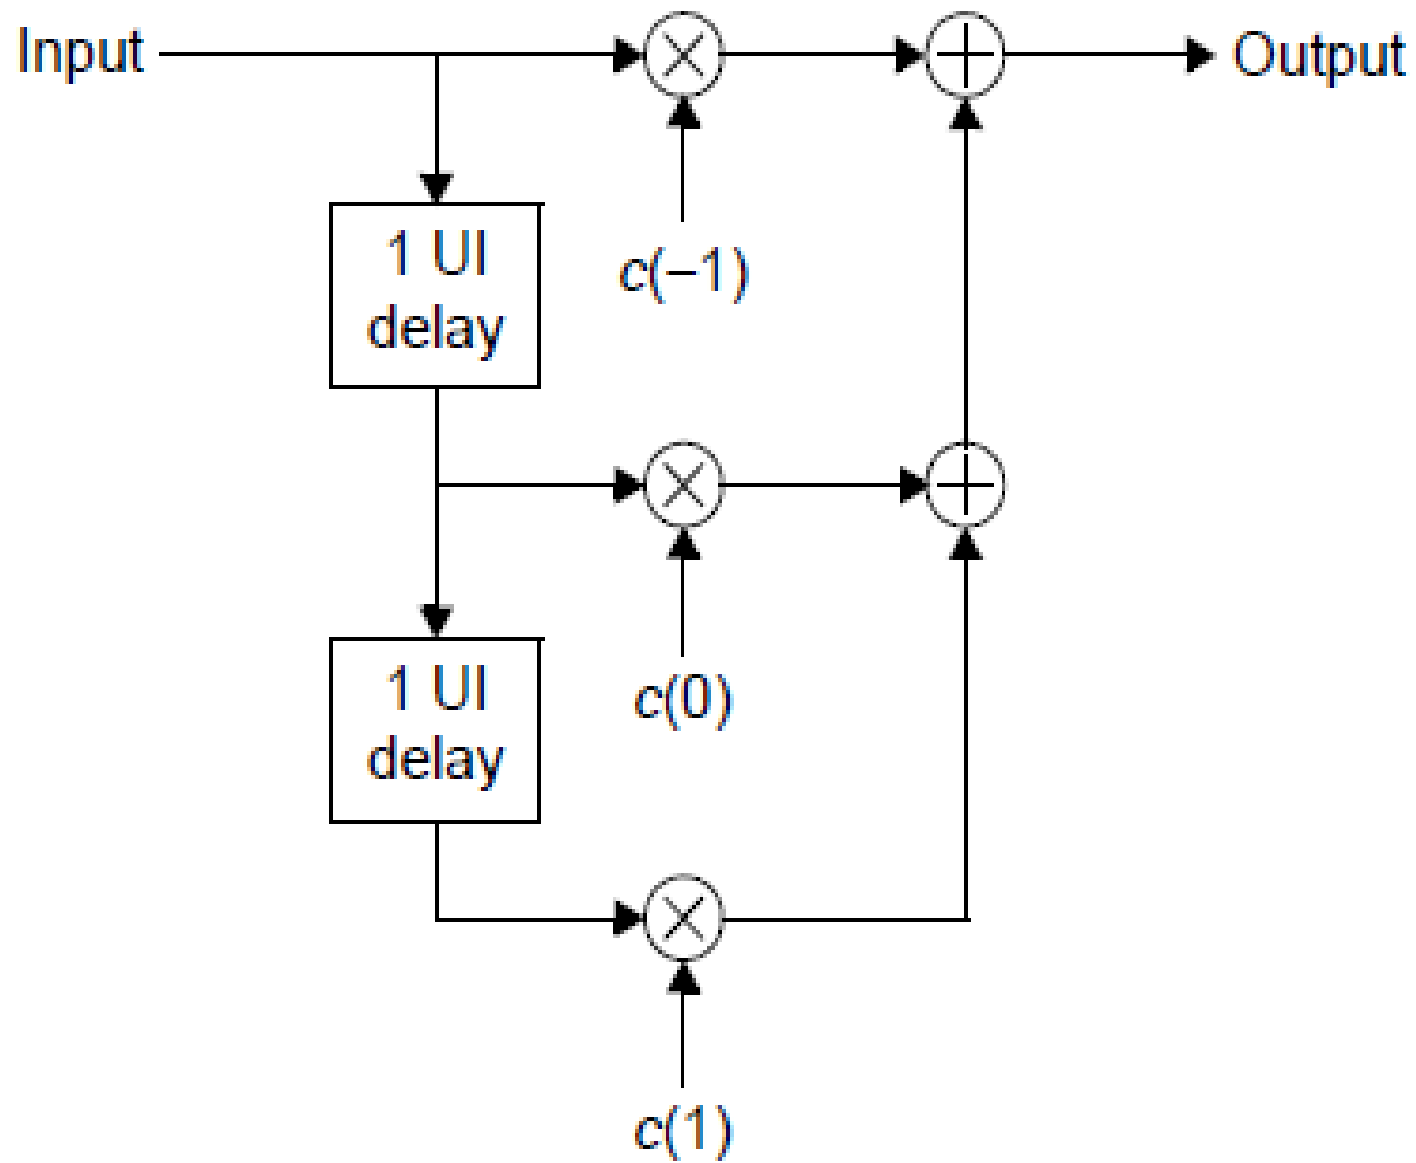 Input
Output
1 UI
delay
c(–1)
1 UI
delay
c(0)
c(1)